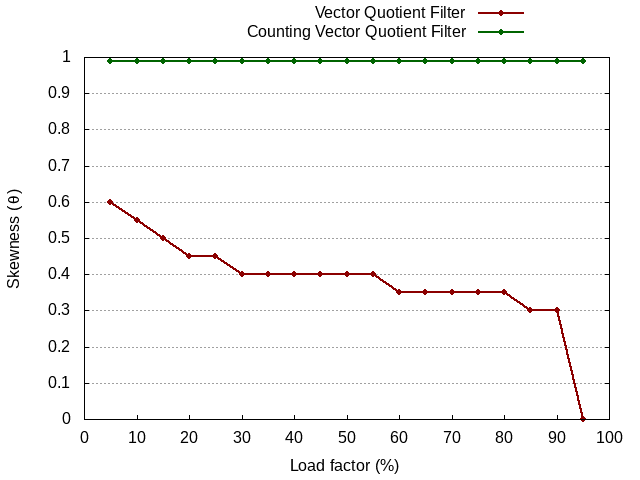 Vector Quotient Filter
Counting Vector Quotient Filter
1
0.9
0.8
0.7
0.6
0.5
0.4
0.3
0.2
0.1
0
Skewness (θ)
0 10 20 30 40 50 60 70 80 90 100
Load factor (%)